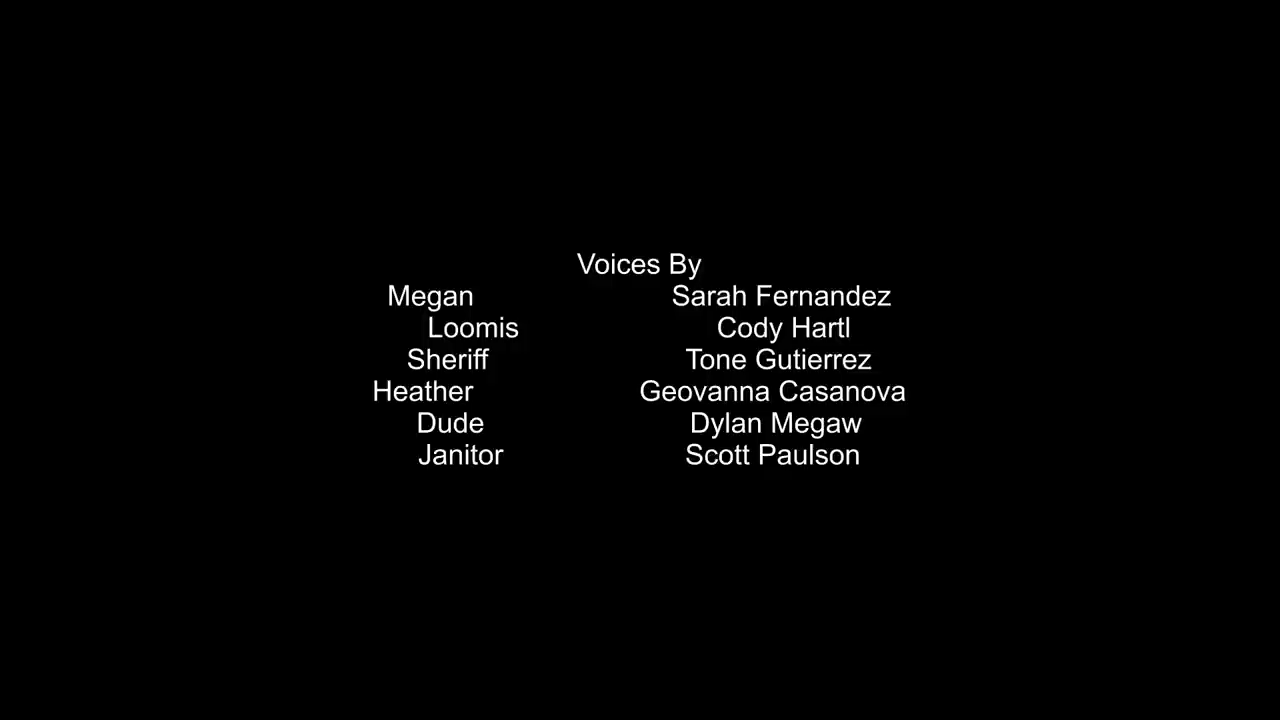 Voices By
Megan Sarah Fernandez
Loomis Cody Hartl
Sheriff Tone Gutierrez
Heather Geovanna Casanova
Dude Dylan Megaw
Janitor Scott Paulson